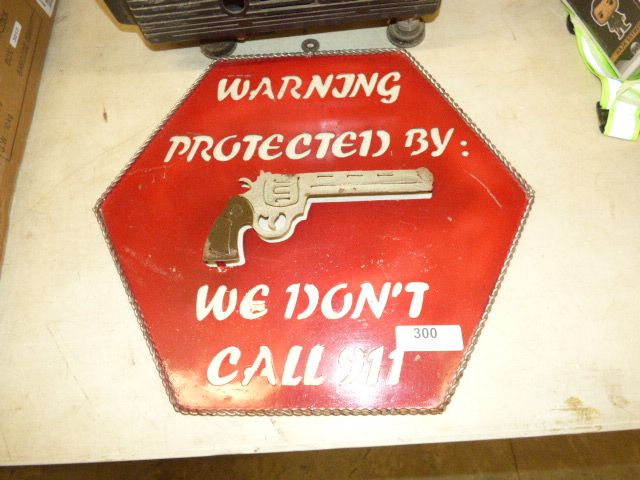 WARNING
PROTECTED BY:
WE DON'T
CALL 911
300